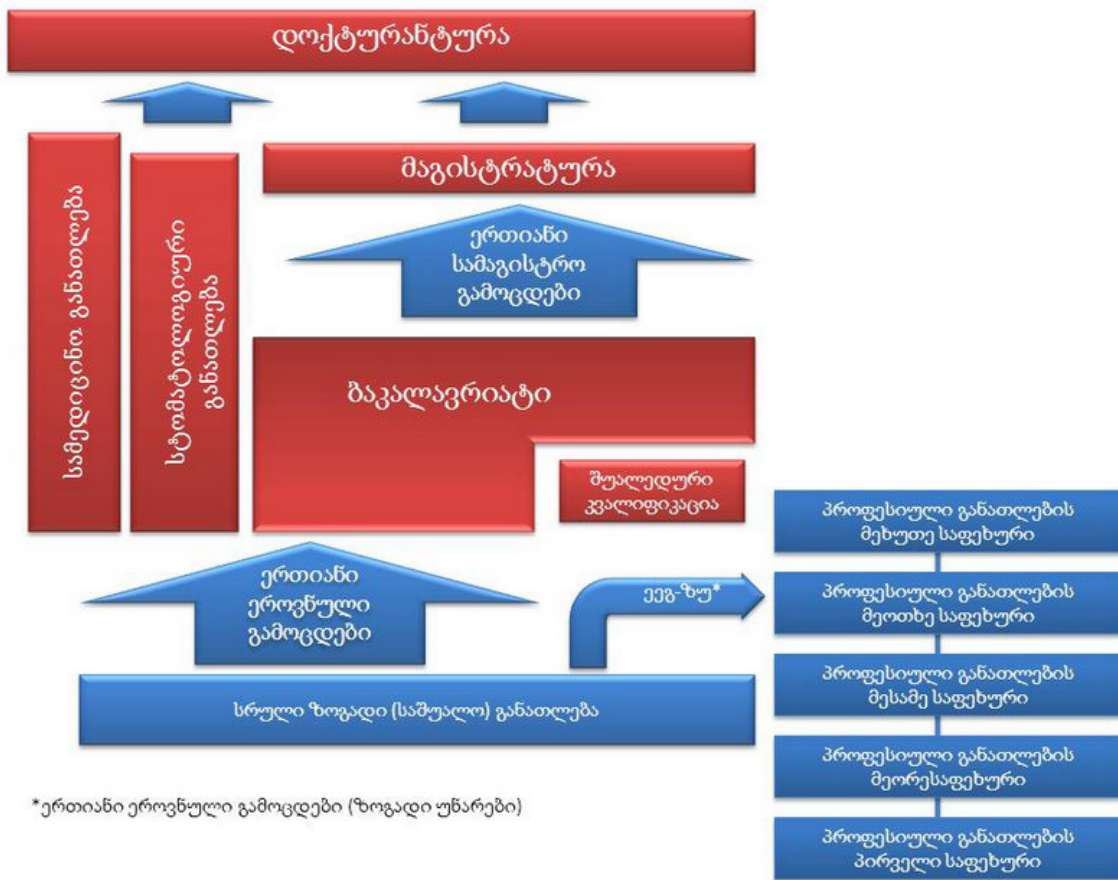 დოქტურანტურა
მაგისტრატურა
სამედიცინო განათლება
სტომატოლოგიური
განათლება
ერთიანი
სამაგისტრო
გამოცდები
ბაკალავრიატი
შუალედური
კვალიფიკაცია
ერთიანი
ეროვნული
გამოცდები
ეეგ-ზუ*
სრული ზოგადი (საშუალო) განათლება
პროფესიული განათლების
მეხუთე საფეხური
პროფესიული განათლების
მეოთხე საფეხური
პროფესიული განათლების
მესამე საფეხური
პროფესიული განათლების
მეორესაფეხური
პროფესიული განათლების
პირველი საფეხური
*ერთიანი ეროვნული გამოცდები (ზოგადი უნარები)